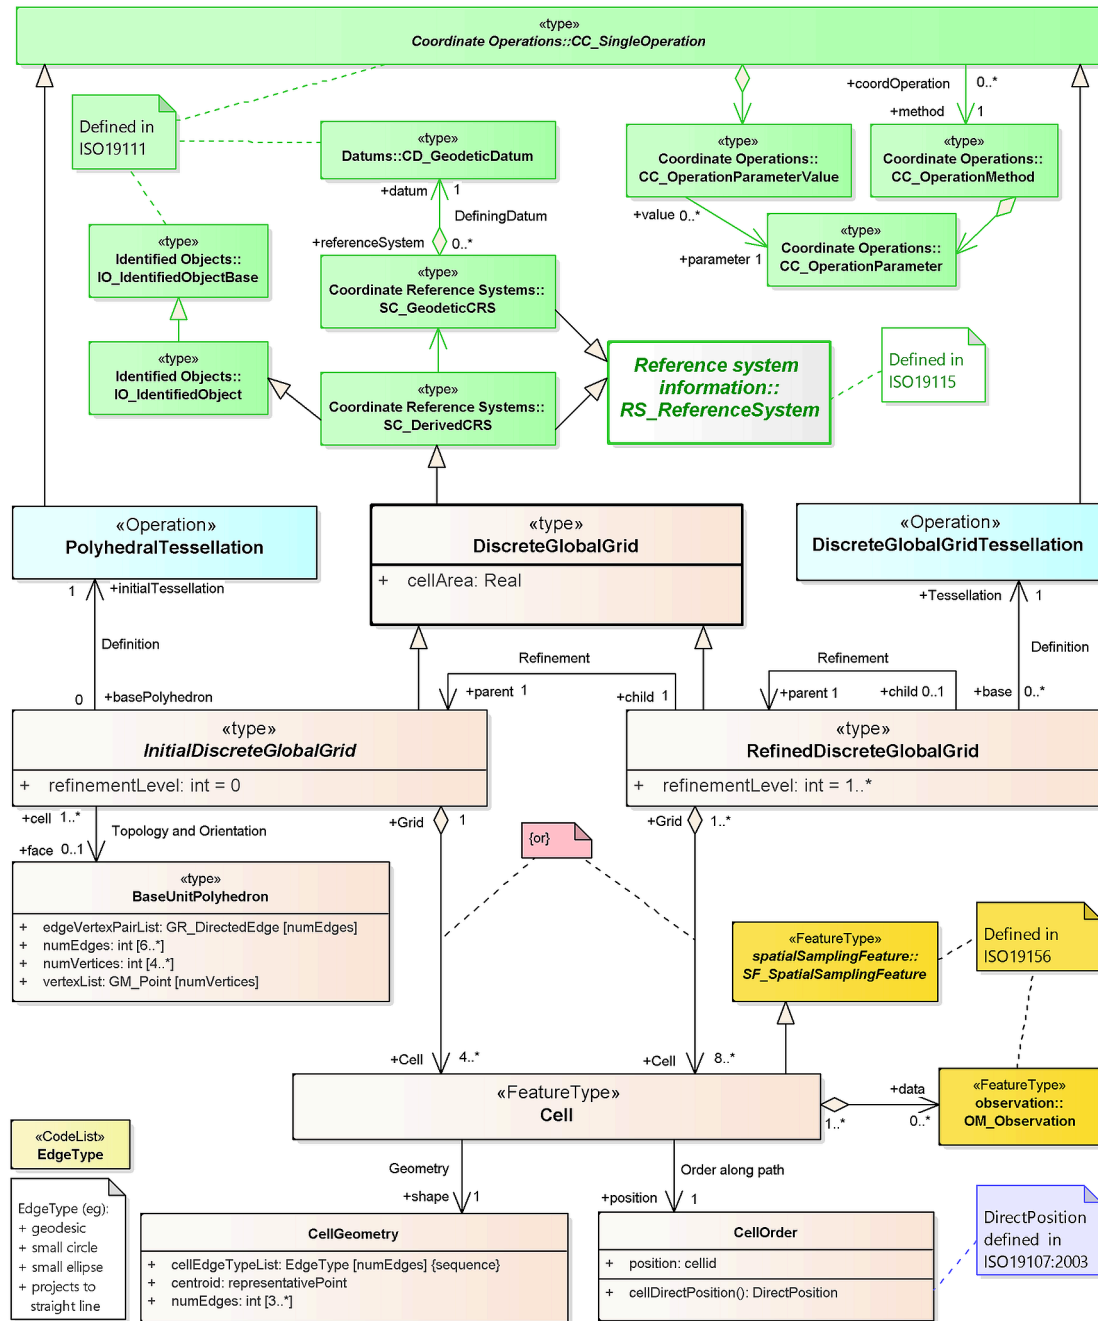 «type»
Coordinate Operations::CC_SingleOperation
+coordOperation
0..*
+method
1
Defined in
ISO19111
«type»
Datums::CD_GeodeticDatum
«type»
Coordinate Operations::
CC_OperationParameterValue
«type»
Coordinate Operations::
CC_OperationMethod
+datum
1
DefiningDatum
+referenceSystem
0..*
+value 0..*
+parameter 1
«type»
Coordinate Operations::
CC_OperationParameter
«type»
Identified Objects::
IO_IdentifiedObjectBase
«type»
Coordinate Reference Systems::
SC_GeodeticCRS
«type»
Identified Objects::
IO_IdentifiedObject
«type»
Coordinate Reference Systems::
SC_DerivedCRS
Reference system
information::
RS_ReferenceSystem
Defined in
ISO19115
«Operation»
PolyhedralTessellation
«type»
DiscreteGlobalGrid
+ cellArea: Real
«Operation»
DiscreteGlobalGridTessellation
1
+initialTessellation
+Tessellation
1
Definition
Definition
Refinement
Refinement
0
+basePolyhedron
+parent 1
+child 1
+parent 1
+child 0..1
+base 0..*
«type»
InitialDiscreteGlobalGrid
+ refinementLevel: int = 0
«type»
RefinedDiscreteGlobalGrid
+ refinementLevel: int = 1..*
+cell 1..*
Topology and Orientation
+face 0..1
+Grid 1
{or}
+Grid 1..*
«type»
BaseUnitPolyhedron
+ edgeVertexPairList: GR_DirectedEdge [numEdges]
+ numEdges: int [6..*]
+ numVertices: int [4..*]
+ vertexList: GM_Point [numVertices]
«FeatureType»
spatialSamplingFeature::
SF_SpatialSamplingFeature
Defined in
ISO19156
+Cell 4..*
+Cell 8..*
«FeatureType»
Cell
+data
1..*
0..*
«FeatureType»
observation::
OM_Observation
«CodeList»
EdgeType
Geometry
+shape 1
Order along path
+position 1
EdgeType (eg):
+ geodesic
+ small circle
+ small ellipse
+ projects to
straight line
CellGeometry
+ cellEdgeTypeList: EdgeType [numEdges] {sequence}
+ centroid: representativePoint
+ numEdges: int [3..*]
CellOrder
+ position: cellid
+ cellDirectPosition(): DirectPosition
DirectPosition
defined in
ISO19107:2003